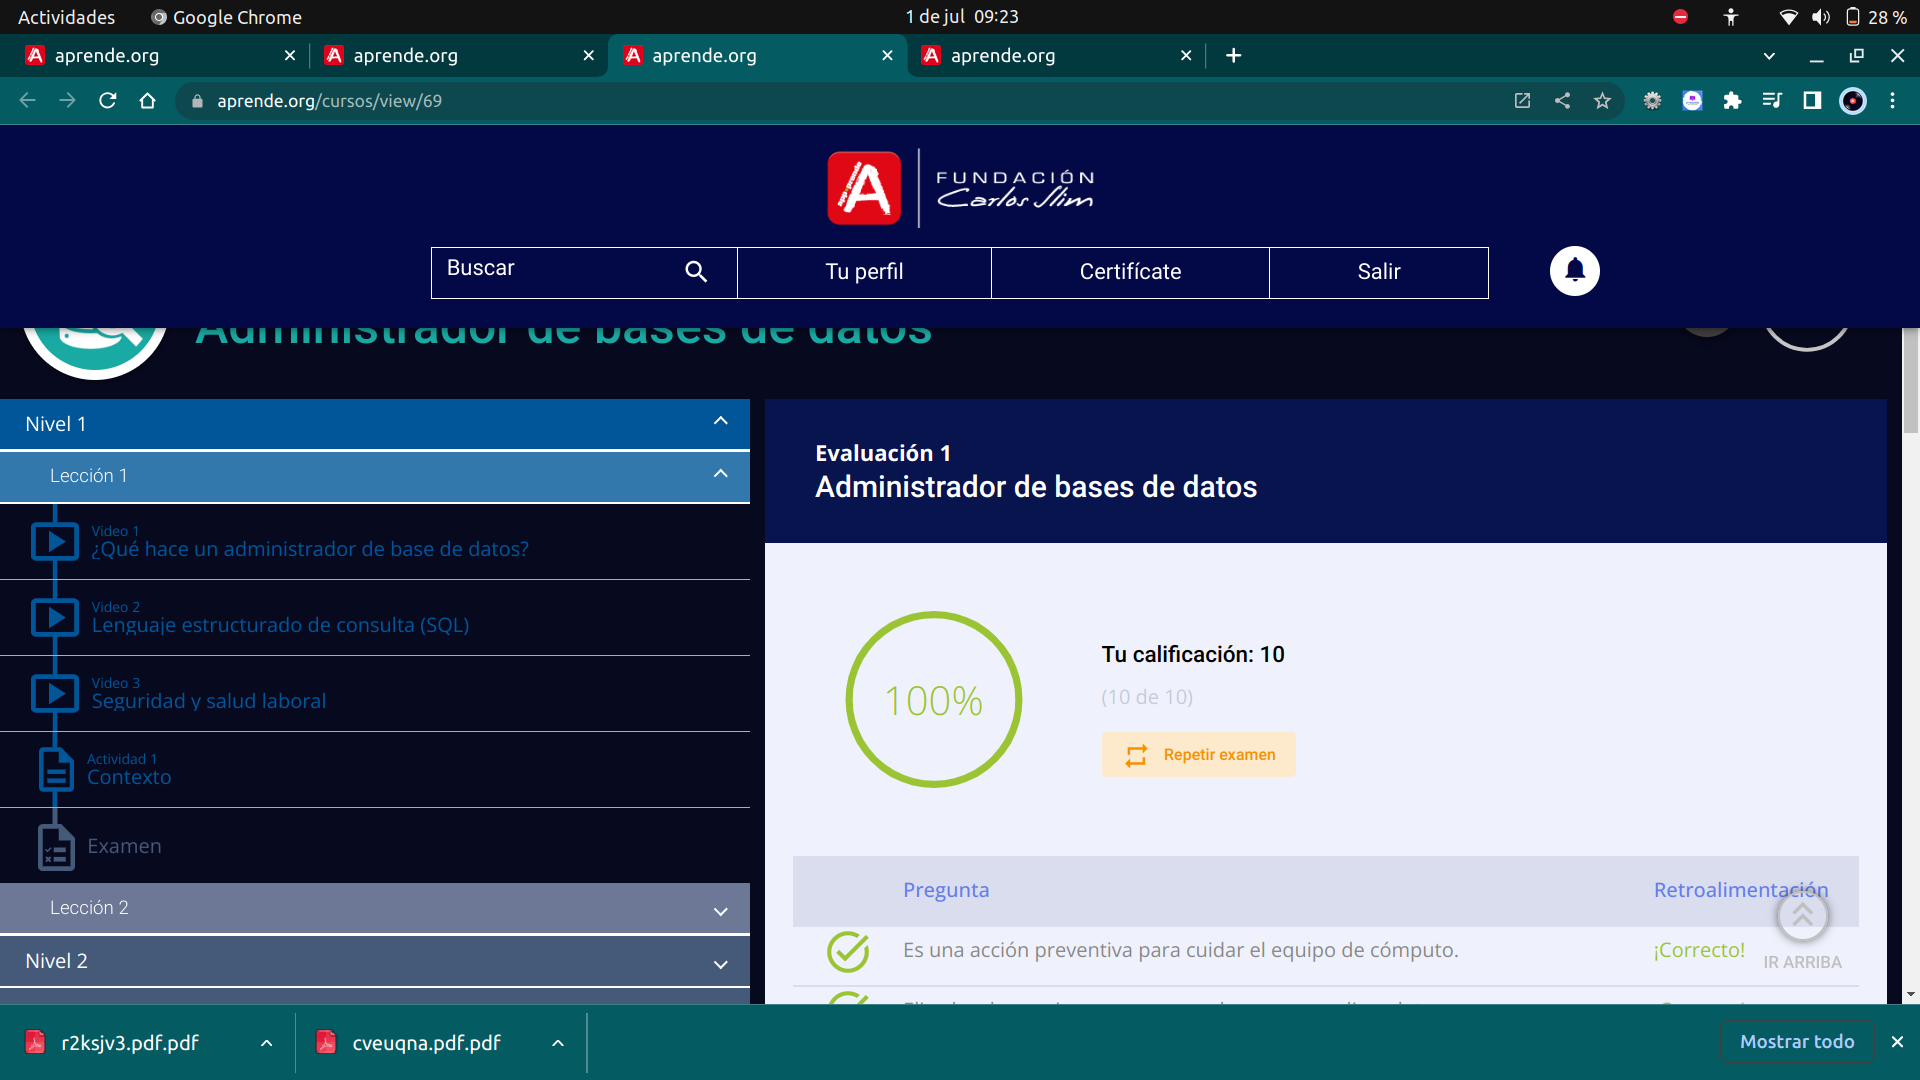 Actividades
Google Chrome
1 de jul 09:23
28 %
aprende.org
aprende.org
aprende.org
aprende.org
aprende.org/cursos/view/69
FUNDACIÓN
Carlos Slim
Buscar
Tu perfil
Certifícate
Salir
Administrador de bases de datos
Nivel 1
Lección 1
Video 1
¿Qué hace un administrador de base de datos?
Video 2
Lenguaje estructurado de consulta (SQL)
Video 3
Seguridad y salud laboral
Actividad 1
Contexto
Examen
Lección 2
Nivel 2
Evaluación 1
Administrador de bases de datos
100%
Tu calificación: 10
(10 de 10)
Repetir examen
Pregunta
Retroalimentación
Es una acción preventiva para cuidar el equipo de cómputo.
¡Correcto!
IR ARRIBA
r2ksjv3.pdf.pdf
cveuqna.pdf.pdf
Mostrar todo